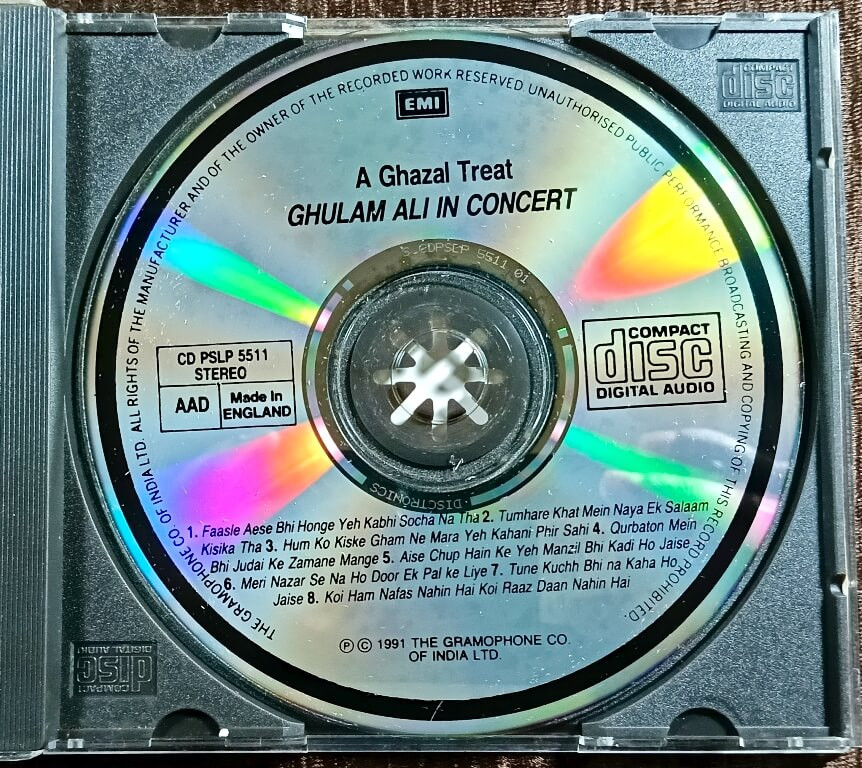 THE GRAMOPHONE CO. OF INDIA LTD. ALL RIGHTS OF THE MANUFACTURER AND OF THE OWNER OF THE RECORDED WORK RESERVED UNAUTHORISED PUBLIC PERFORMANCE BROADCASTING AND COPYING OF THIS RECORD PROHIBITED.
EMI
COMPACT
disc
DIGITAL AUDIO
A Ghazal Treat
GHULAM ALI IN CONCERT
S-CDPSLP 5511 01
CD PSLP 5511
STEREO
AAD
Made in
ENGLAND
COMPACT
disc
DIGITAL AUDIO
DISCTRONICS
1. Faasle Aese Bhi Honge Yeh Kabhi Socha Na Tha 2. Tumhare Khat Mein Naya Ek Salaam
Kisika Tha 3. Hum Ko Kiske Gham Ne Mara Yeh Kahani Phir Sahi 4. Qurbaton Mein
Bhi Judai Ke Zamane Mange 5. Aise Chup Hain Ke Yeh Manzil Bhi Kadi Ho Jaise
6. Meri Nazar Se Na Ho Door Ek Pal ke Liye 7. Tune Kuchh Bhi na Kaha Ho
Jaise 8. Koi Ham Nafas Nahin Hai Koi Raaz Daan Nahin Hai
Ⓟ © 1991 THE GRAMOPHONE CO.
OF INDIA LTD.
COMPACT
disc
DIGITAL AUDIO